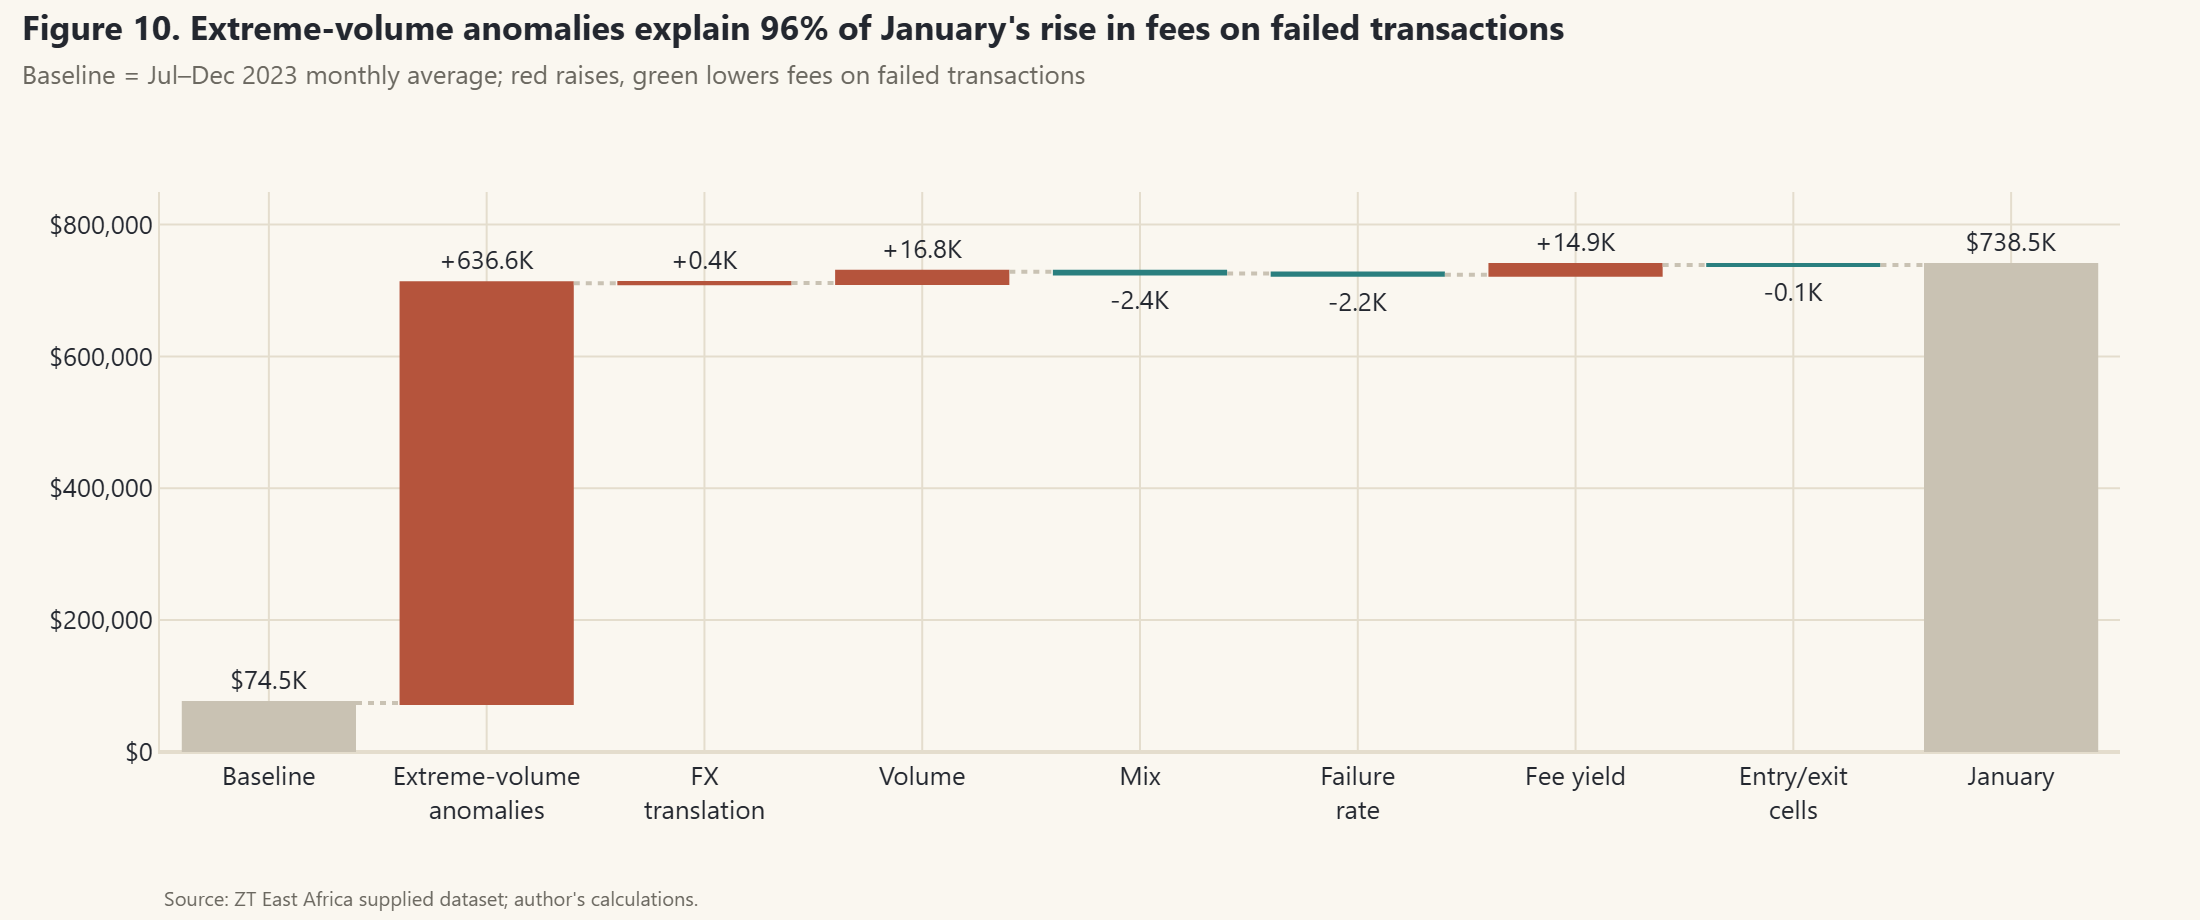 Figure 10. Extreme-volume anomalies explain 96% of January's rise in fees on failed transactions
Baseline = Jul–Dec 2023 monthly average; red raises, green lowers fees on failed transactions
$800,000
$600,000
$400,000
$200,000
$0
$74.5K
+636.6K
+0.4K
+16.8K
-2.4K
-2.2K
+14.9K
-0.1K
$738.5K
Baseline
Extreme-volume
anomalies
FX
translation
Volume
Mix
Failure
rate
Fee yield
Entry/exit
cells
January
Source: ZT East Africa supplied dataset; author's calculations.